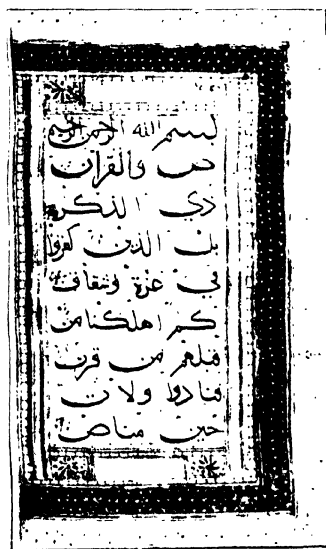 بسم الله الرحمن الرحيم
ص والقران
ذي الذكر
بل الذين كفروا
في عزة وشقاق
كم اهلكنا من
قبلهم من قرن
فنادوا ولات
حين مناص